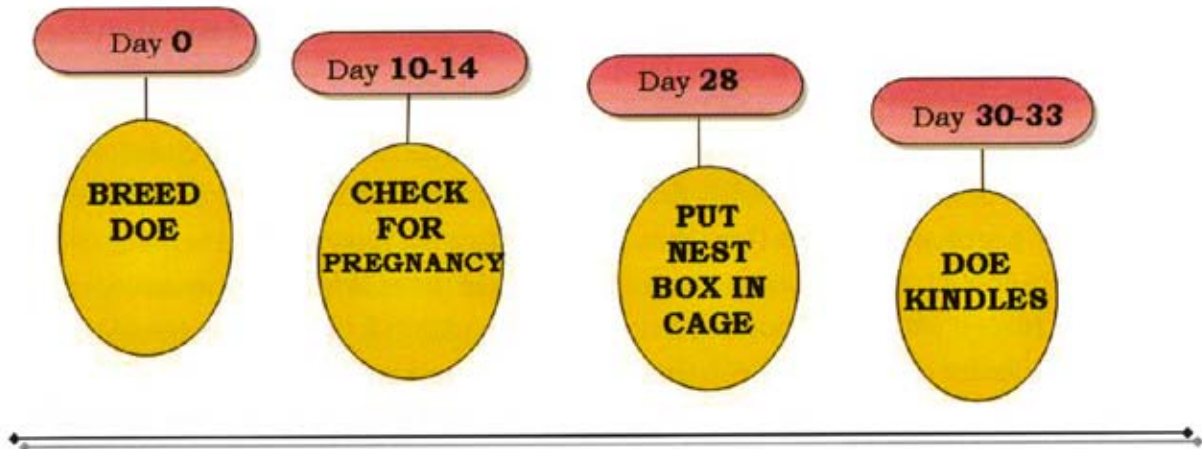 Day 0
BREED
DOE
Day 10-14
CHECK
FOR
PREGNANCY
Day 28
PUT
NEST
BOX IN
CAGE
Day 30-33
DOE
KINDLES